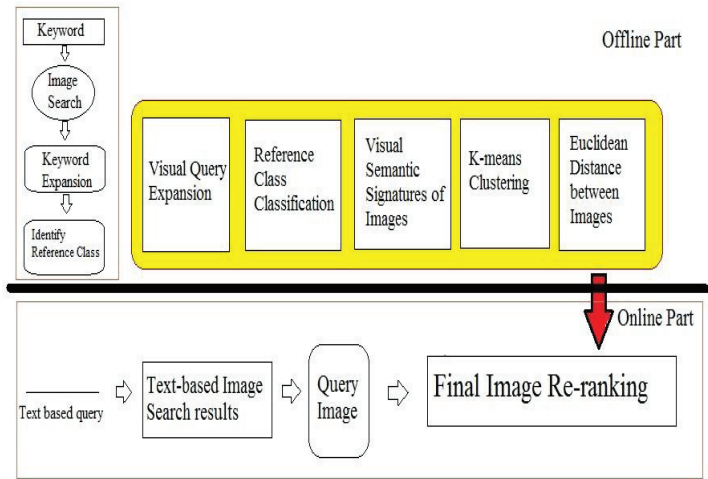 Keyword
Offline Part
Image
Search
Keyword
Expansion
Identify
Reference Class
Visual Query
Expansion
Reference
Class
Classification
Visual
Semantic
Signatures of
Images
K-means
Clustering
Euclidean
Distance
between
Images
Online Part
Text based query
Text-based Image
Search results
Query
Image
Final Image Re-ranking